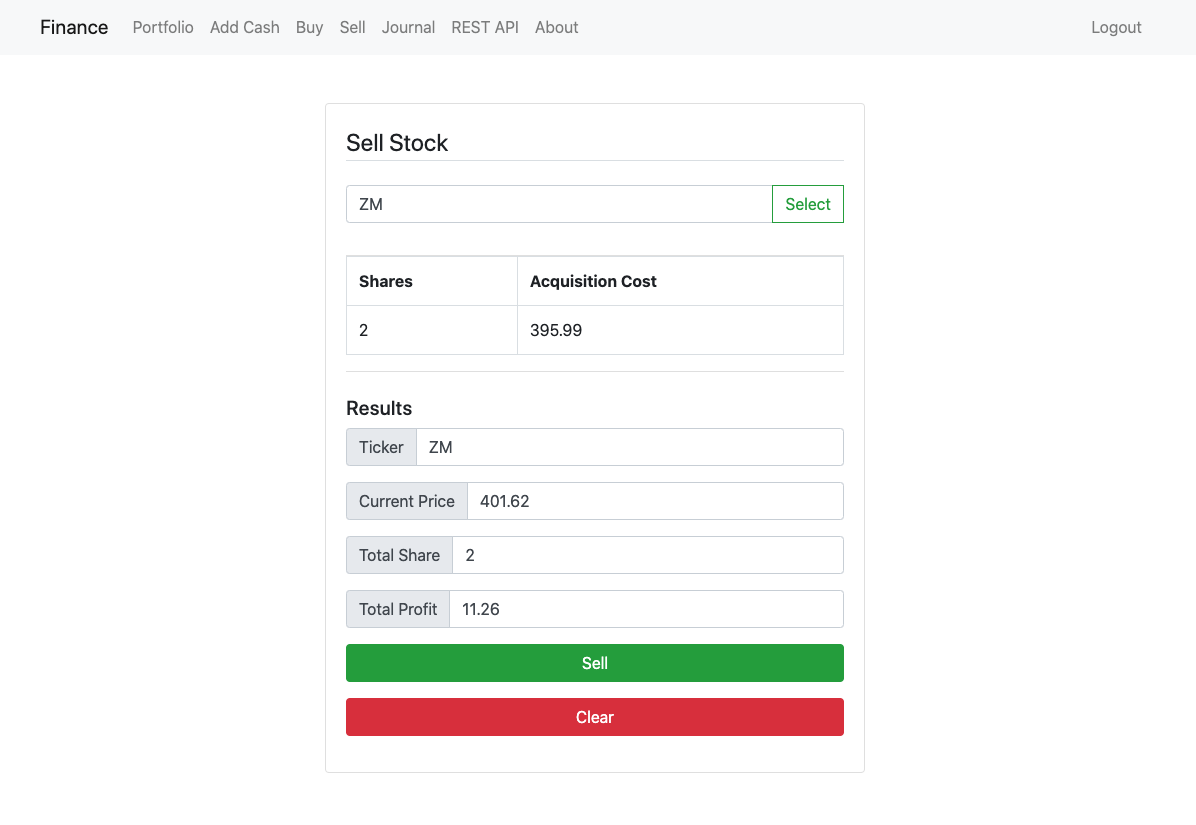 Finance Portfolio Add Cash Buy Sell Journal REST API About Logout
Sell Stock
ZM Select
Shares Acquisition Cost
2 395.99
Results
Ticker ZM
Current Price 401.62
Total Share 2
Total Profit 11.26
Sell
Clear